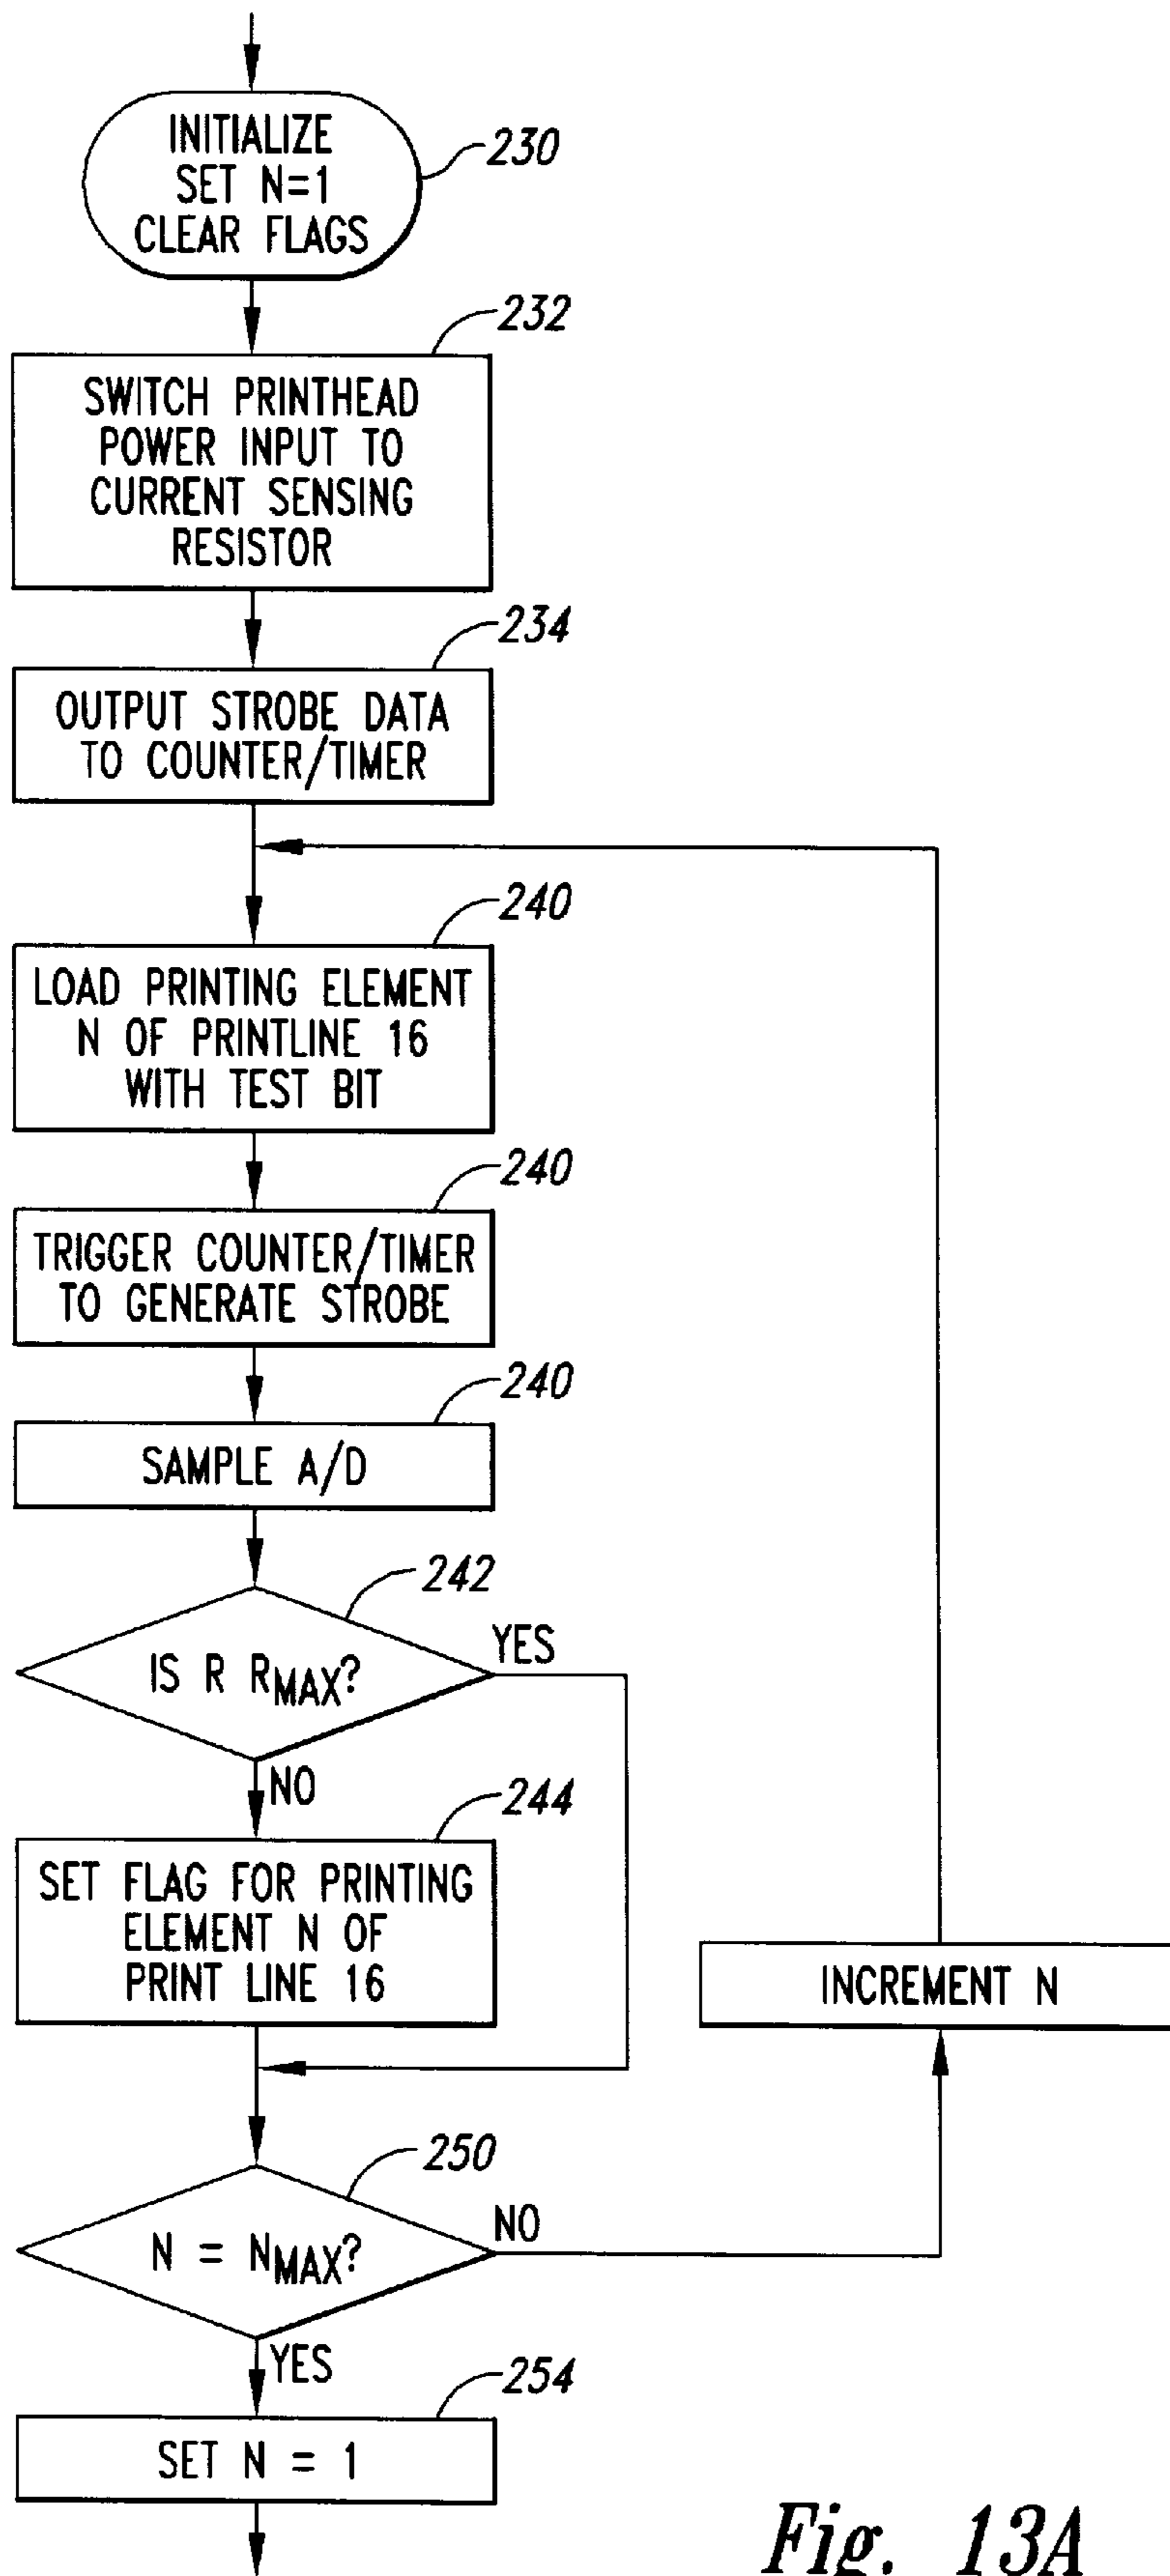 INITIALIZE
SET N=1
CLEAR FLAGS
230
232
SWITCH PRINTHEAD
POWER INPUT TO
CURRENT SENSING
RESISTOR
234
OUTPUT STROBE DATA
TO COUNTER/TIMER
240
LOAD PRINTING ELEMENT
N OF PRINTLINE 16
WITH TEST BIT
240
TRIGGER COUNTER/TIMER
TO GENERATE STROBE
240
SAMPLE A/D
242
IS R RMAX?
YES
NO
244
SET FLAG FOR PRINTING
ELEMENT N OF
PRINT LINE 16
INCREMENT N
250
N = NMAX?
NO
YES
254
SET N = 1
Fig. 13A